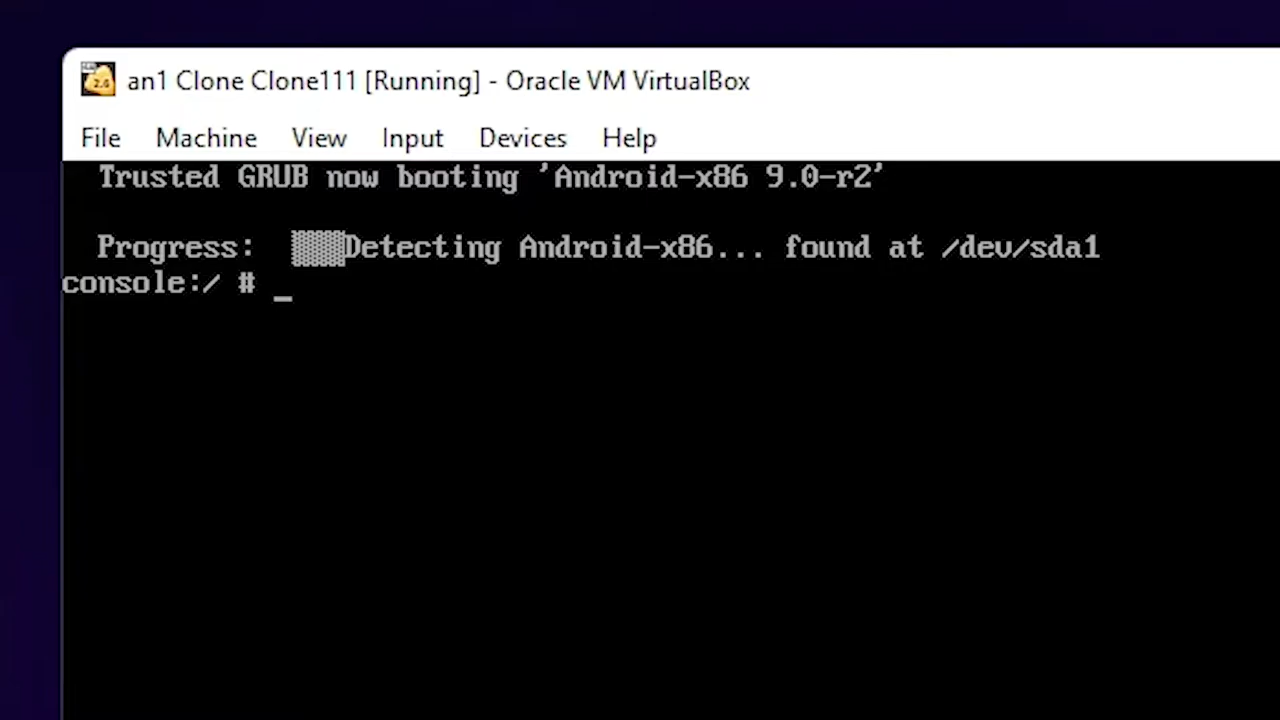 an1 Clone Clone111 [Running] - Oracle VM VirtualBox
File Machine View Input Devices Help
Trusted GRUB now booting 'Android-x86 9.0-r2'
Progress: ▒▒▒Detecting Android-x86... found at /dev/sda1
console:/ # _